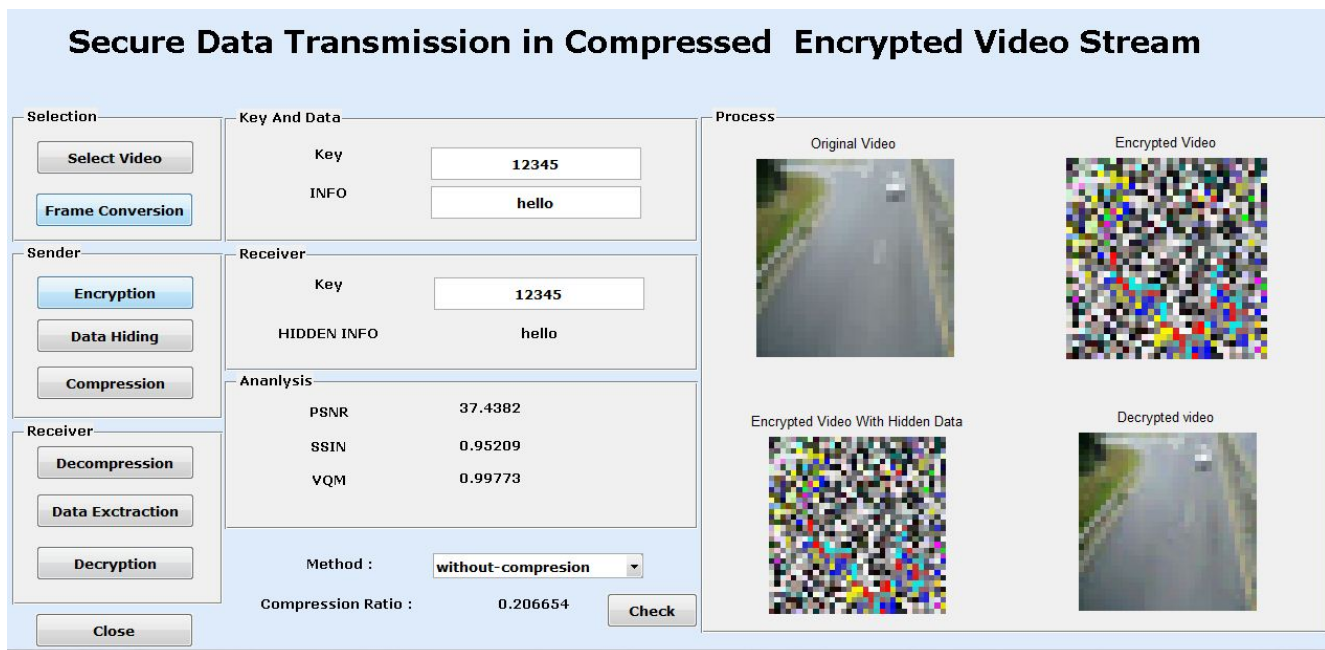 Secure Data Transmission in Compressed Encrypted Video Stream
Selection
Select Video
Frame Conversion
Sender
Encryption
Data Hiding
Compression
Receiver
Decompression
Data Exctraction
Decryption
Close
Key And Data
Key 12345
INFO hello
Receiver
Key 12345
HIDDEN INFO hello
Ananlysis
PSNR 37.4382
SSIN 0.95209
VQM 0.99773
Method : without-compresion
Compression Ratio : 0.206654 Check
Process
Original Video
Encrypted Video
Encrypted Video With Hidden Data
Decrypted video